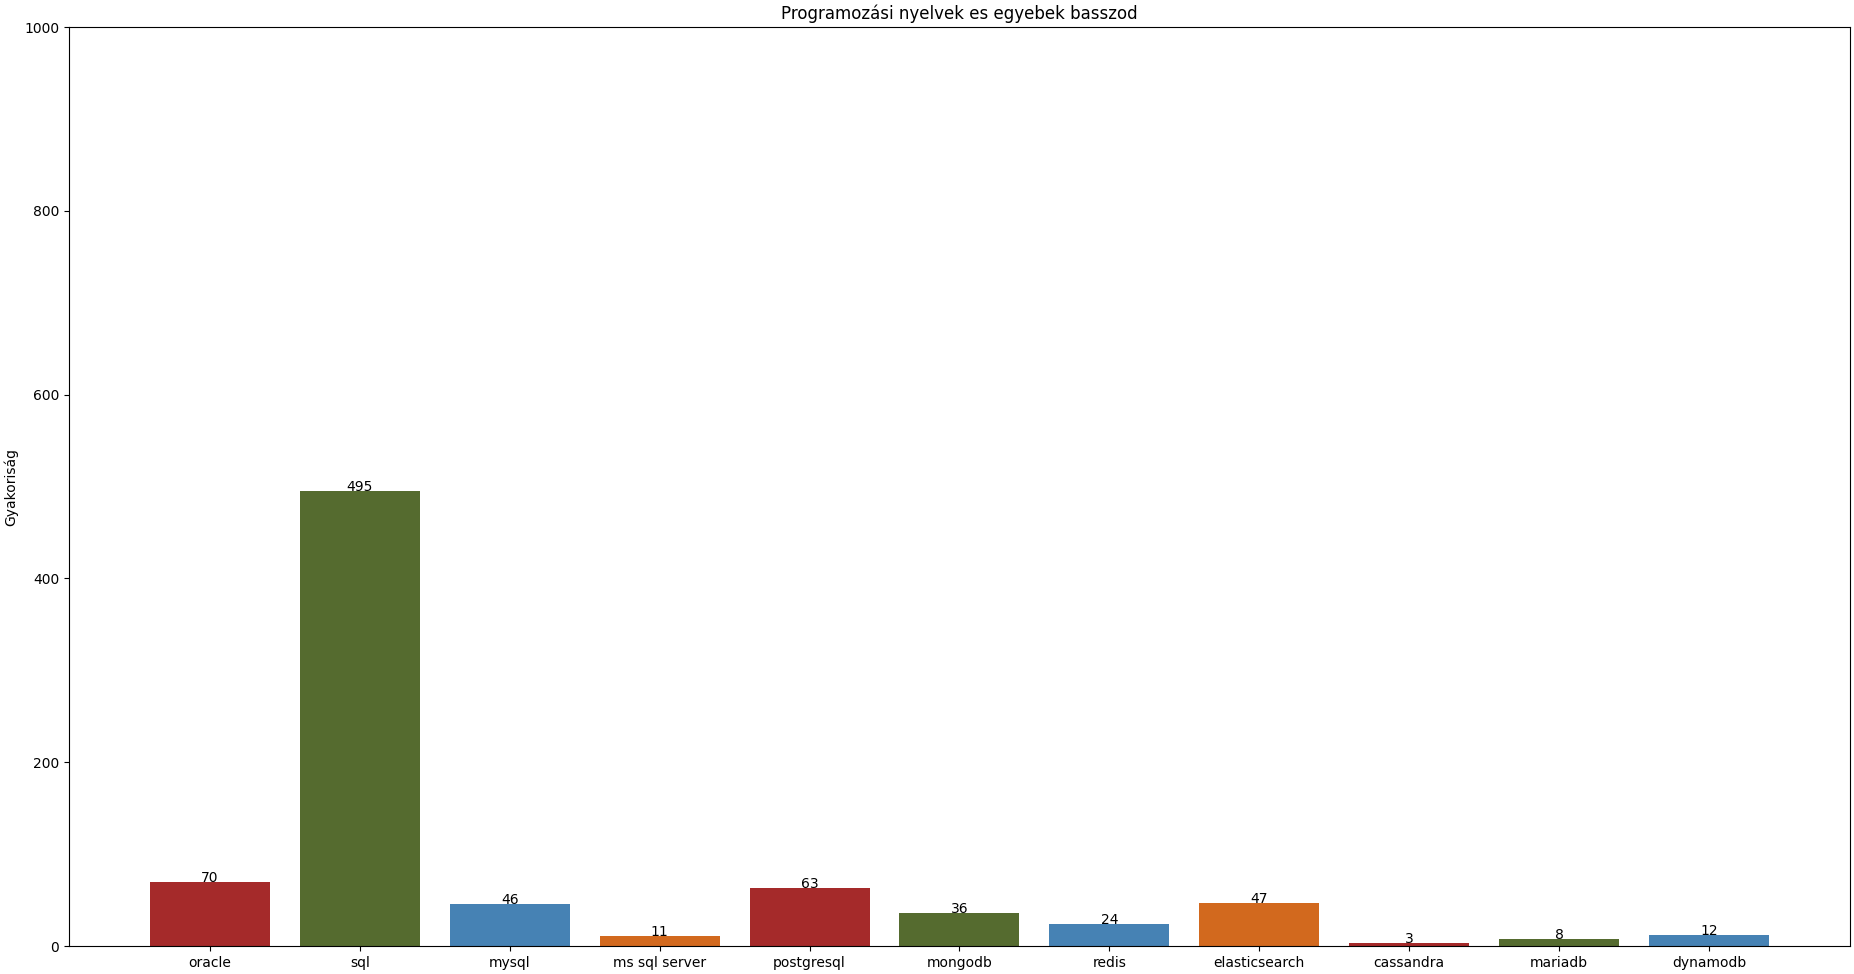 Programozási nyelvek es egyebek basszod
Gyakoriság
1000
800
600
400
200
0
70
495
46
11
63
36
24
47
3
8
12
oracle
sql
mysql
ms sql server
postgresql
mongodb
redis
elasticsearch
cassandra
mariadb
dynamodb